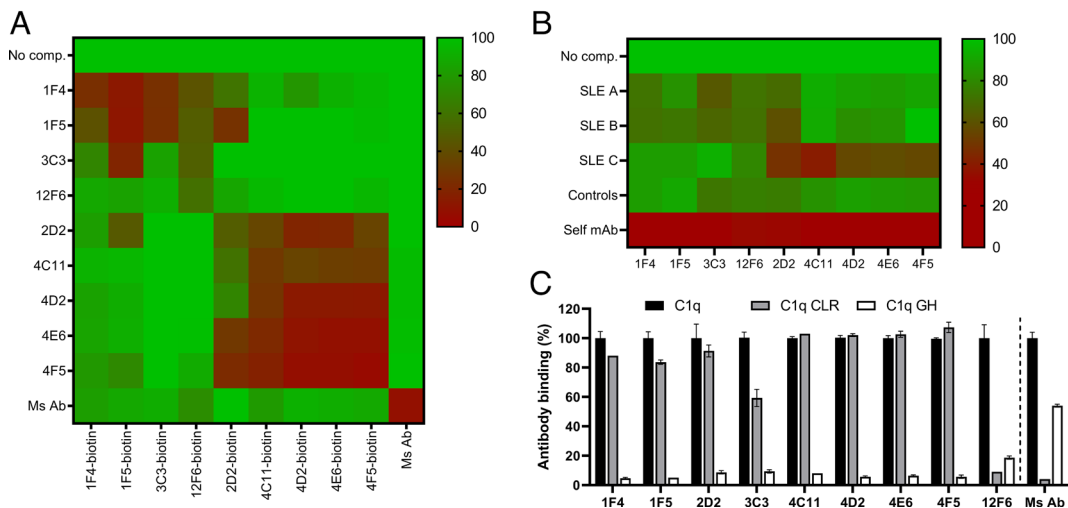 A
No comp.
1F4
1F5
3C3
12F6
2D2
4C11
4D2
4E6
4F5
Ms Ab
1F4-biotin
1F5-biotin
3C3-biotin
12F6-biotin
2D2-biotin
4C11-biotin
4D2-biotin
4E6-biotin
4F5-biotin
Ms Ab
100
80
60
40
20
0
B
No comp.
SLE A
SLE B
SLE C
Controls
Self mAb
1F4 1F5 3C3 12F6 2D2 4C11 4D2 4E6 4F5
100
80
60
40
20
0
C
C1q C1q CLR C1q GH
Antibody binding (%)
120
100
80
60
40
20
0
1F4 1F5 2D2 3C3 4C11 4D2 4E6 4F5 12F6 Ms Ab